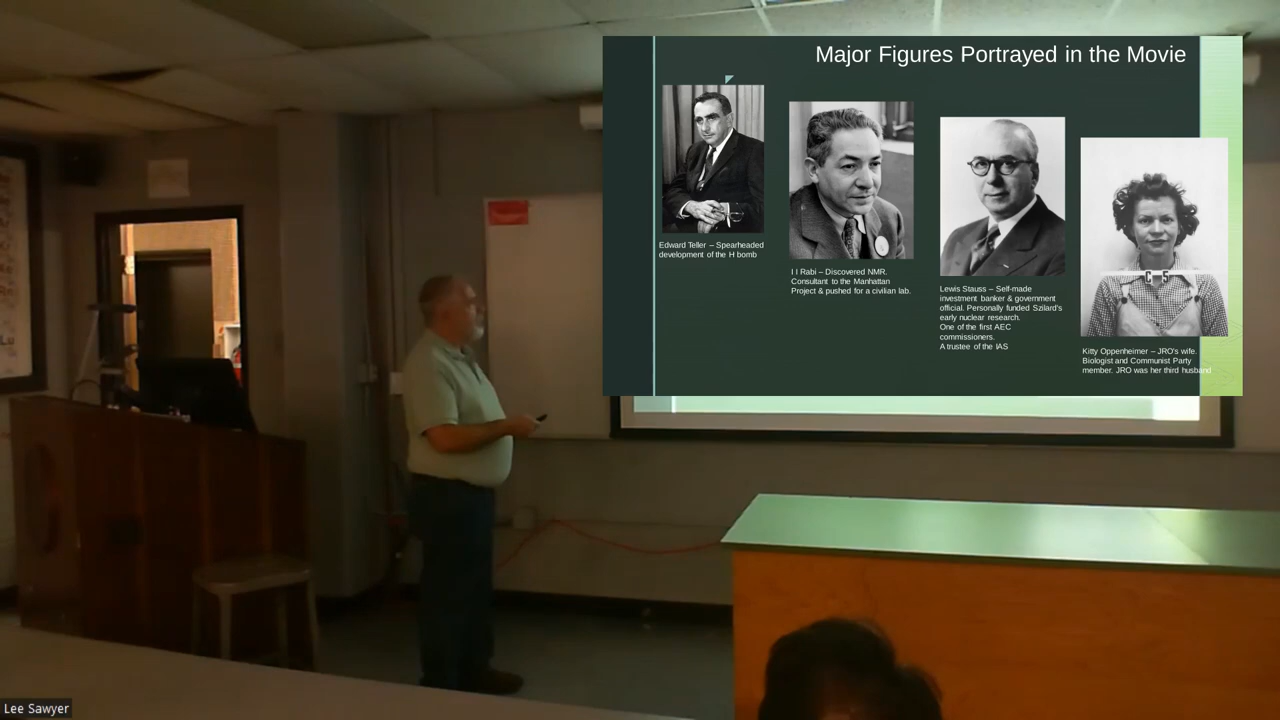 Major Figures Portrayed in the Movie
Edward Teller – Spearheaded
development of the H bomb
I I Rabi – Discovered NMR.
Consultant to the Manhattan
Project & pushed for a civilian lab.
Lewis Stauss – Self-made
investment banker & government
official. Personally funded Szilard's
early nuclear research.
One of the first AEC
commissioners.
A trustee of the IAS
C 5
Kitty Oppenheimer – JRO's wife.
Biologist and Communist Party
member. JRO was her third husband
Lee Sawyer